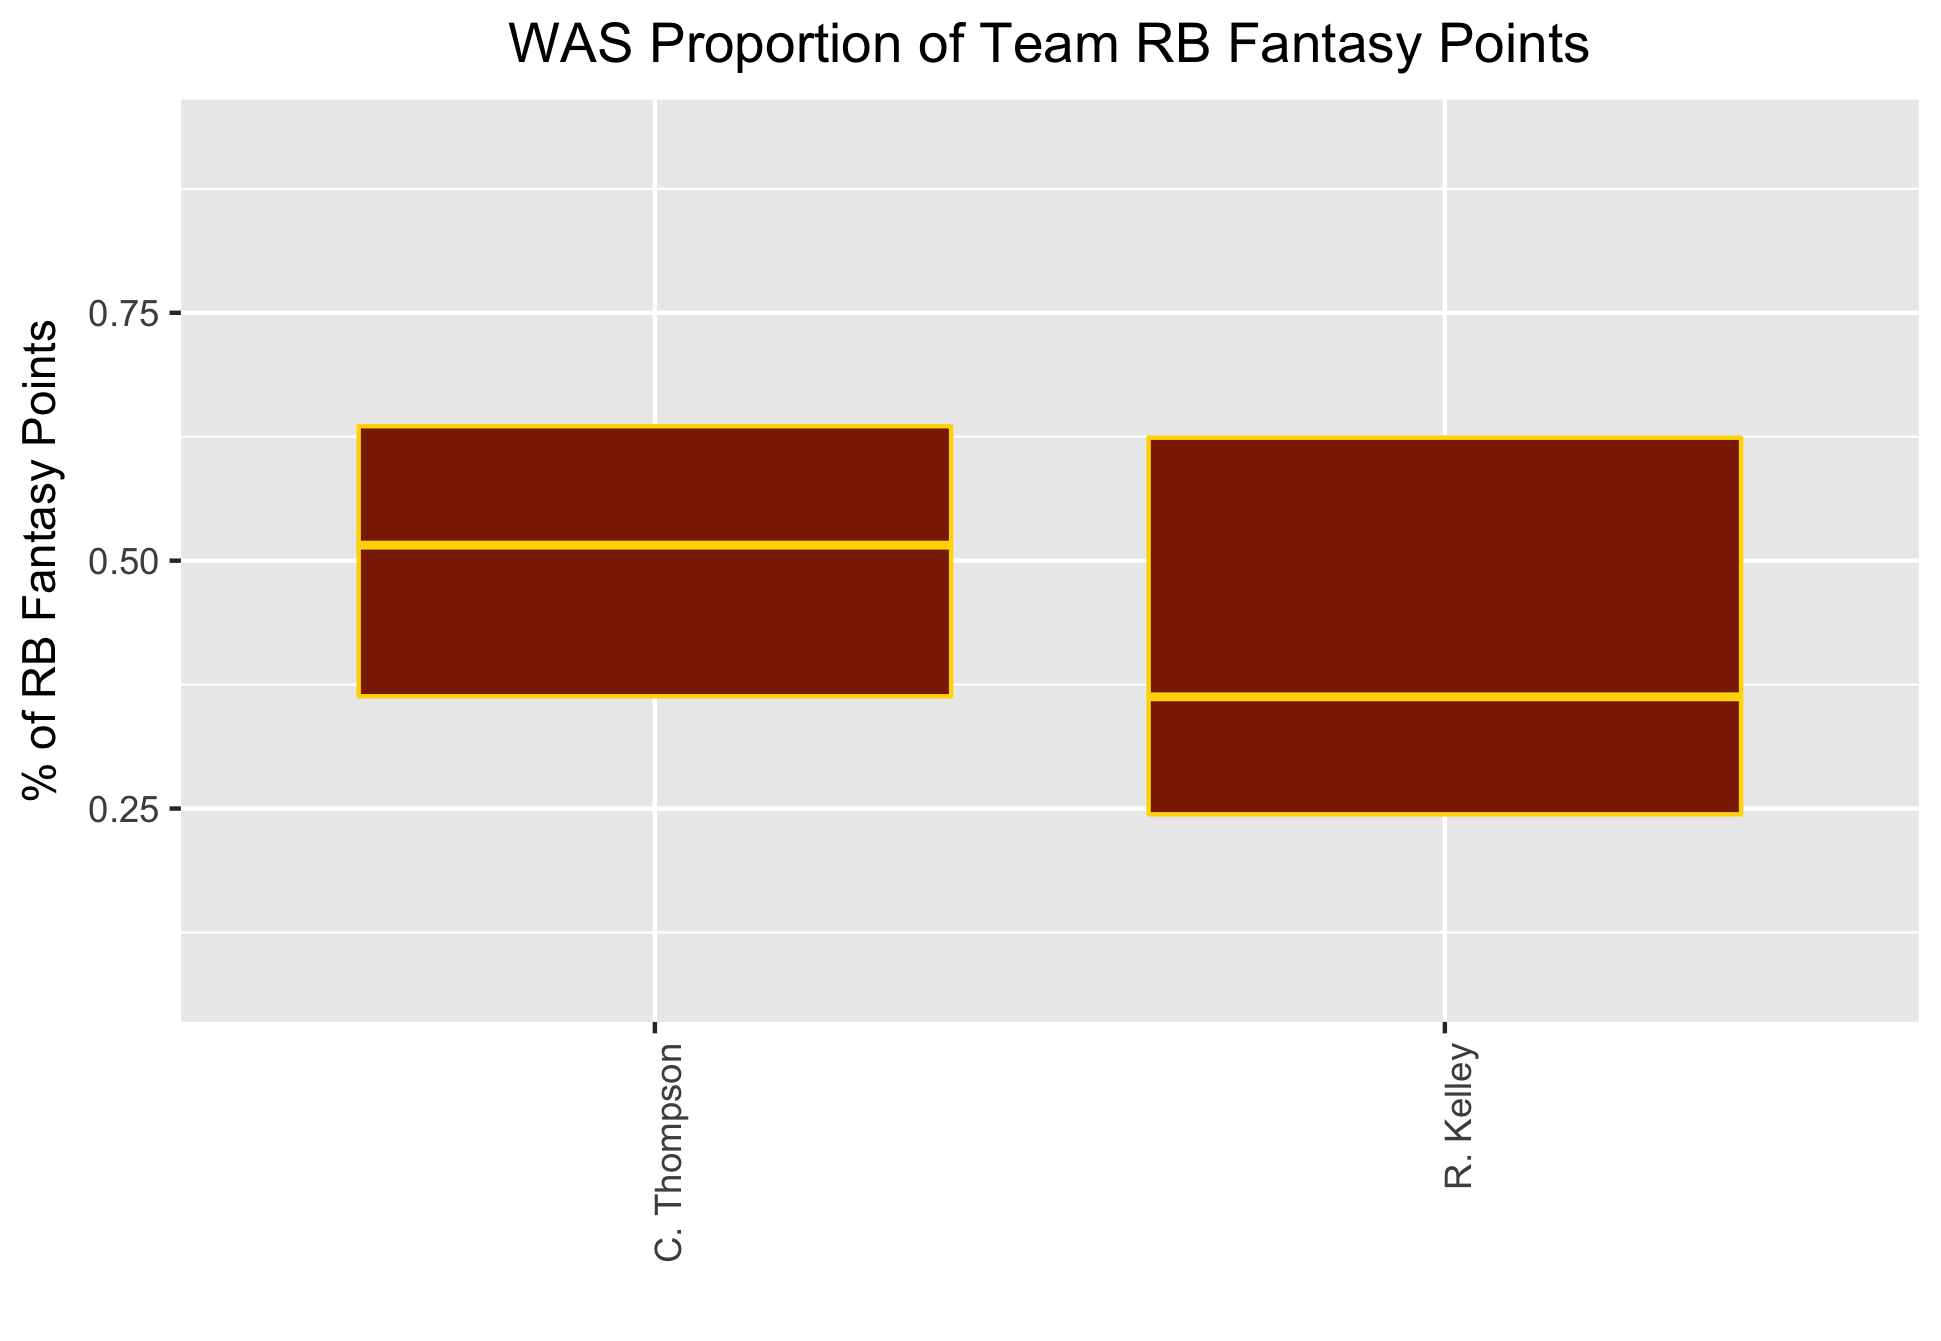 WAS Proportion of Team RB Fantasy Points
% of RB Fantasy Points
0.75
0.50
0.25
C. Thompson
R. Kelley